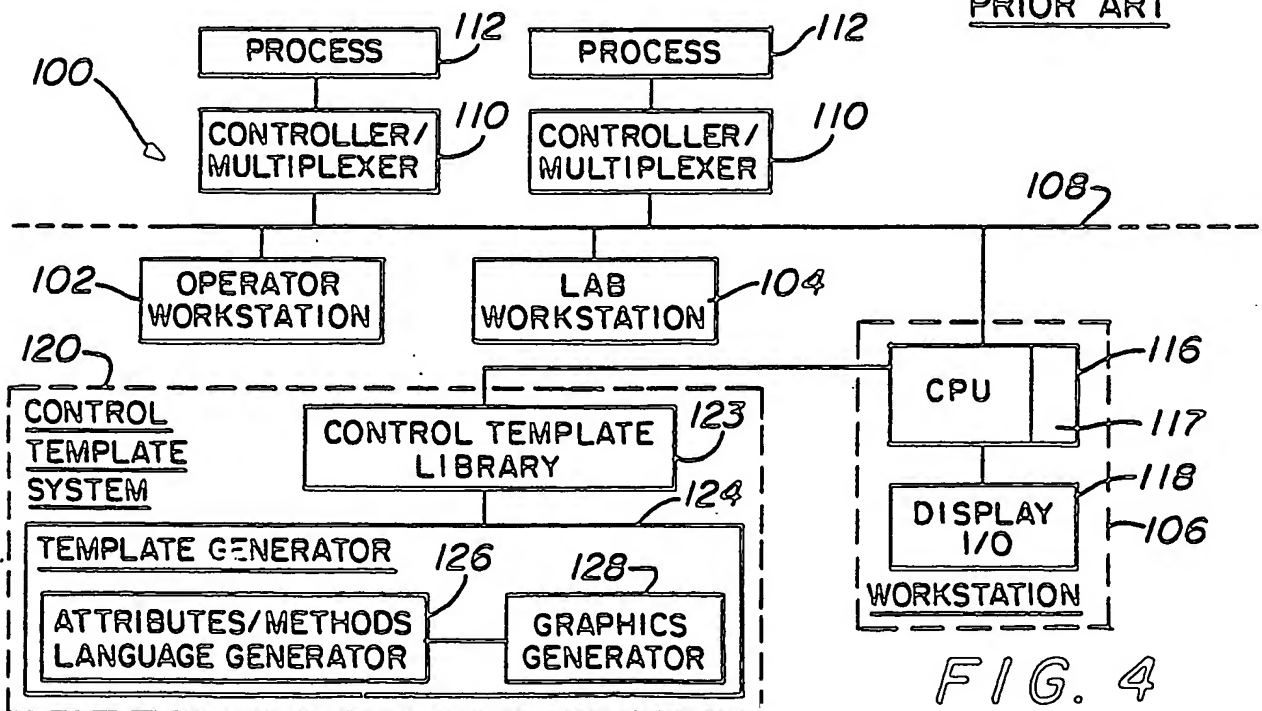 PRIOR ART
100
PROCESS
112
PROCESS
112
CONTROLLER/
MULTIPLEXER
110
CONTROLLER/
MULTIPLEXER
110
108
102
OPERATOR
WORKSTATION
LAB
WORKSTATION
104
120
CONTROL
TEMPLATE
SYSTEM
CONTROL TEMPLATE
LIBRARY
123
CPU
116
117
124
TEMPLATE GENERATOR
126
128
ATTRIBUTES/METHODS
LANGUAGE GENERATOR
GRAPHICS
GENERATOR
DISPLAY
I/O
118
106
WORKSTATION
FIG. 4